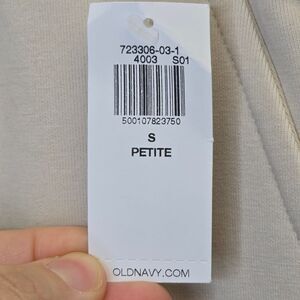 723306-03-1
4003 S01
500107823750
S
PETITE
OLDNAVY.COM